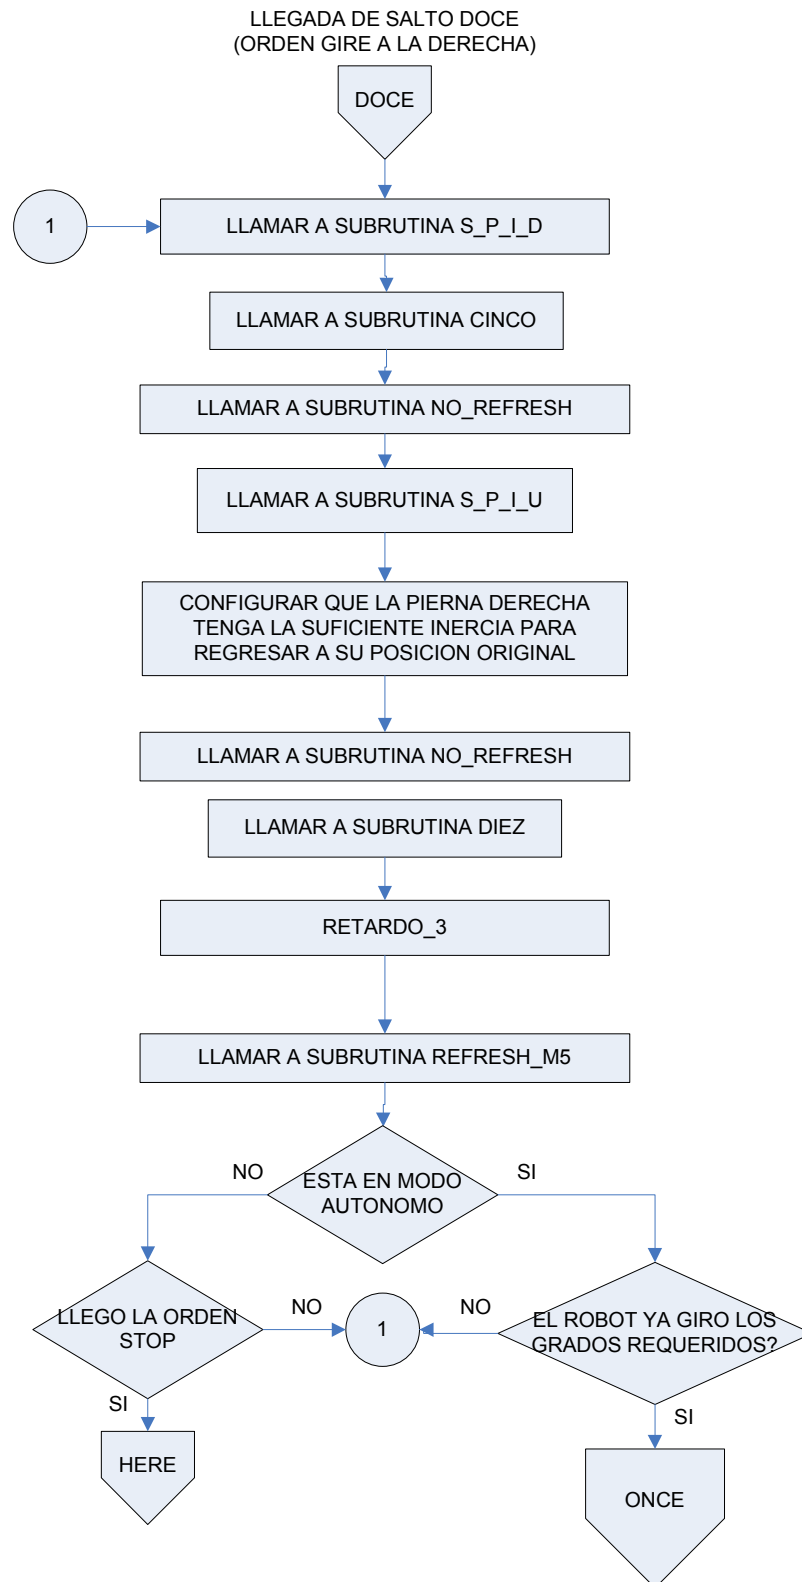 LLEGADA DE SALTO DOCE
(ORDEN GIRE A LA DERECHA)
DOCE
1
LLAMAR A SUBRUTINA S_P_I_D
LLAMAR A SUBRUTINA CINCO
LLAMAR A SUBRUTINA NO_REFRESH
LLAMAR A SUBRUTINA S_P_I_U
CONFIGURAR QUE LA PIERNA DERECHA
TENGA LA SUFICIENTE INERCIA PARA
REGRESAR A SU POSICION ORIGINAL
LLAMAR A SUBRUTINA NO_REFRESH
LLAMAR A SUBRUTINA DIEZ
RETARDO_3
LLAMAR A SUBRUTINA REFRESH_M5
NO
ESTA EN MODO
AUTONOMO
SI
LLEGO LA ORDEN
STOP
NO
1
NO
EL ROBOT YA GIRO LOS
GRADOS REQUERIDOS?
SI
SI
HERE
ONCE